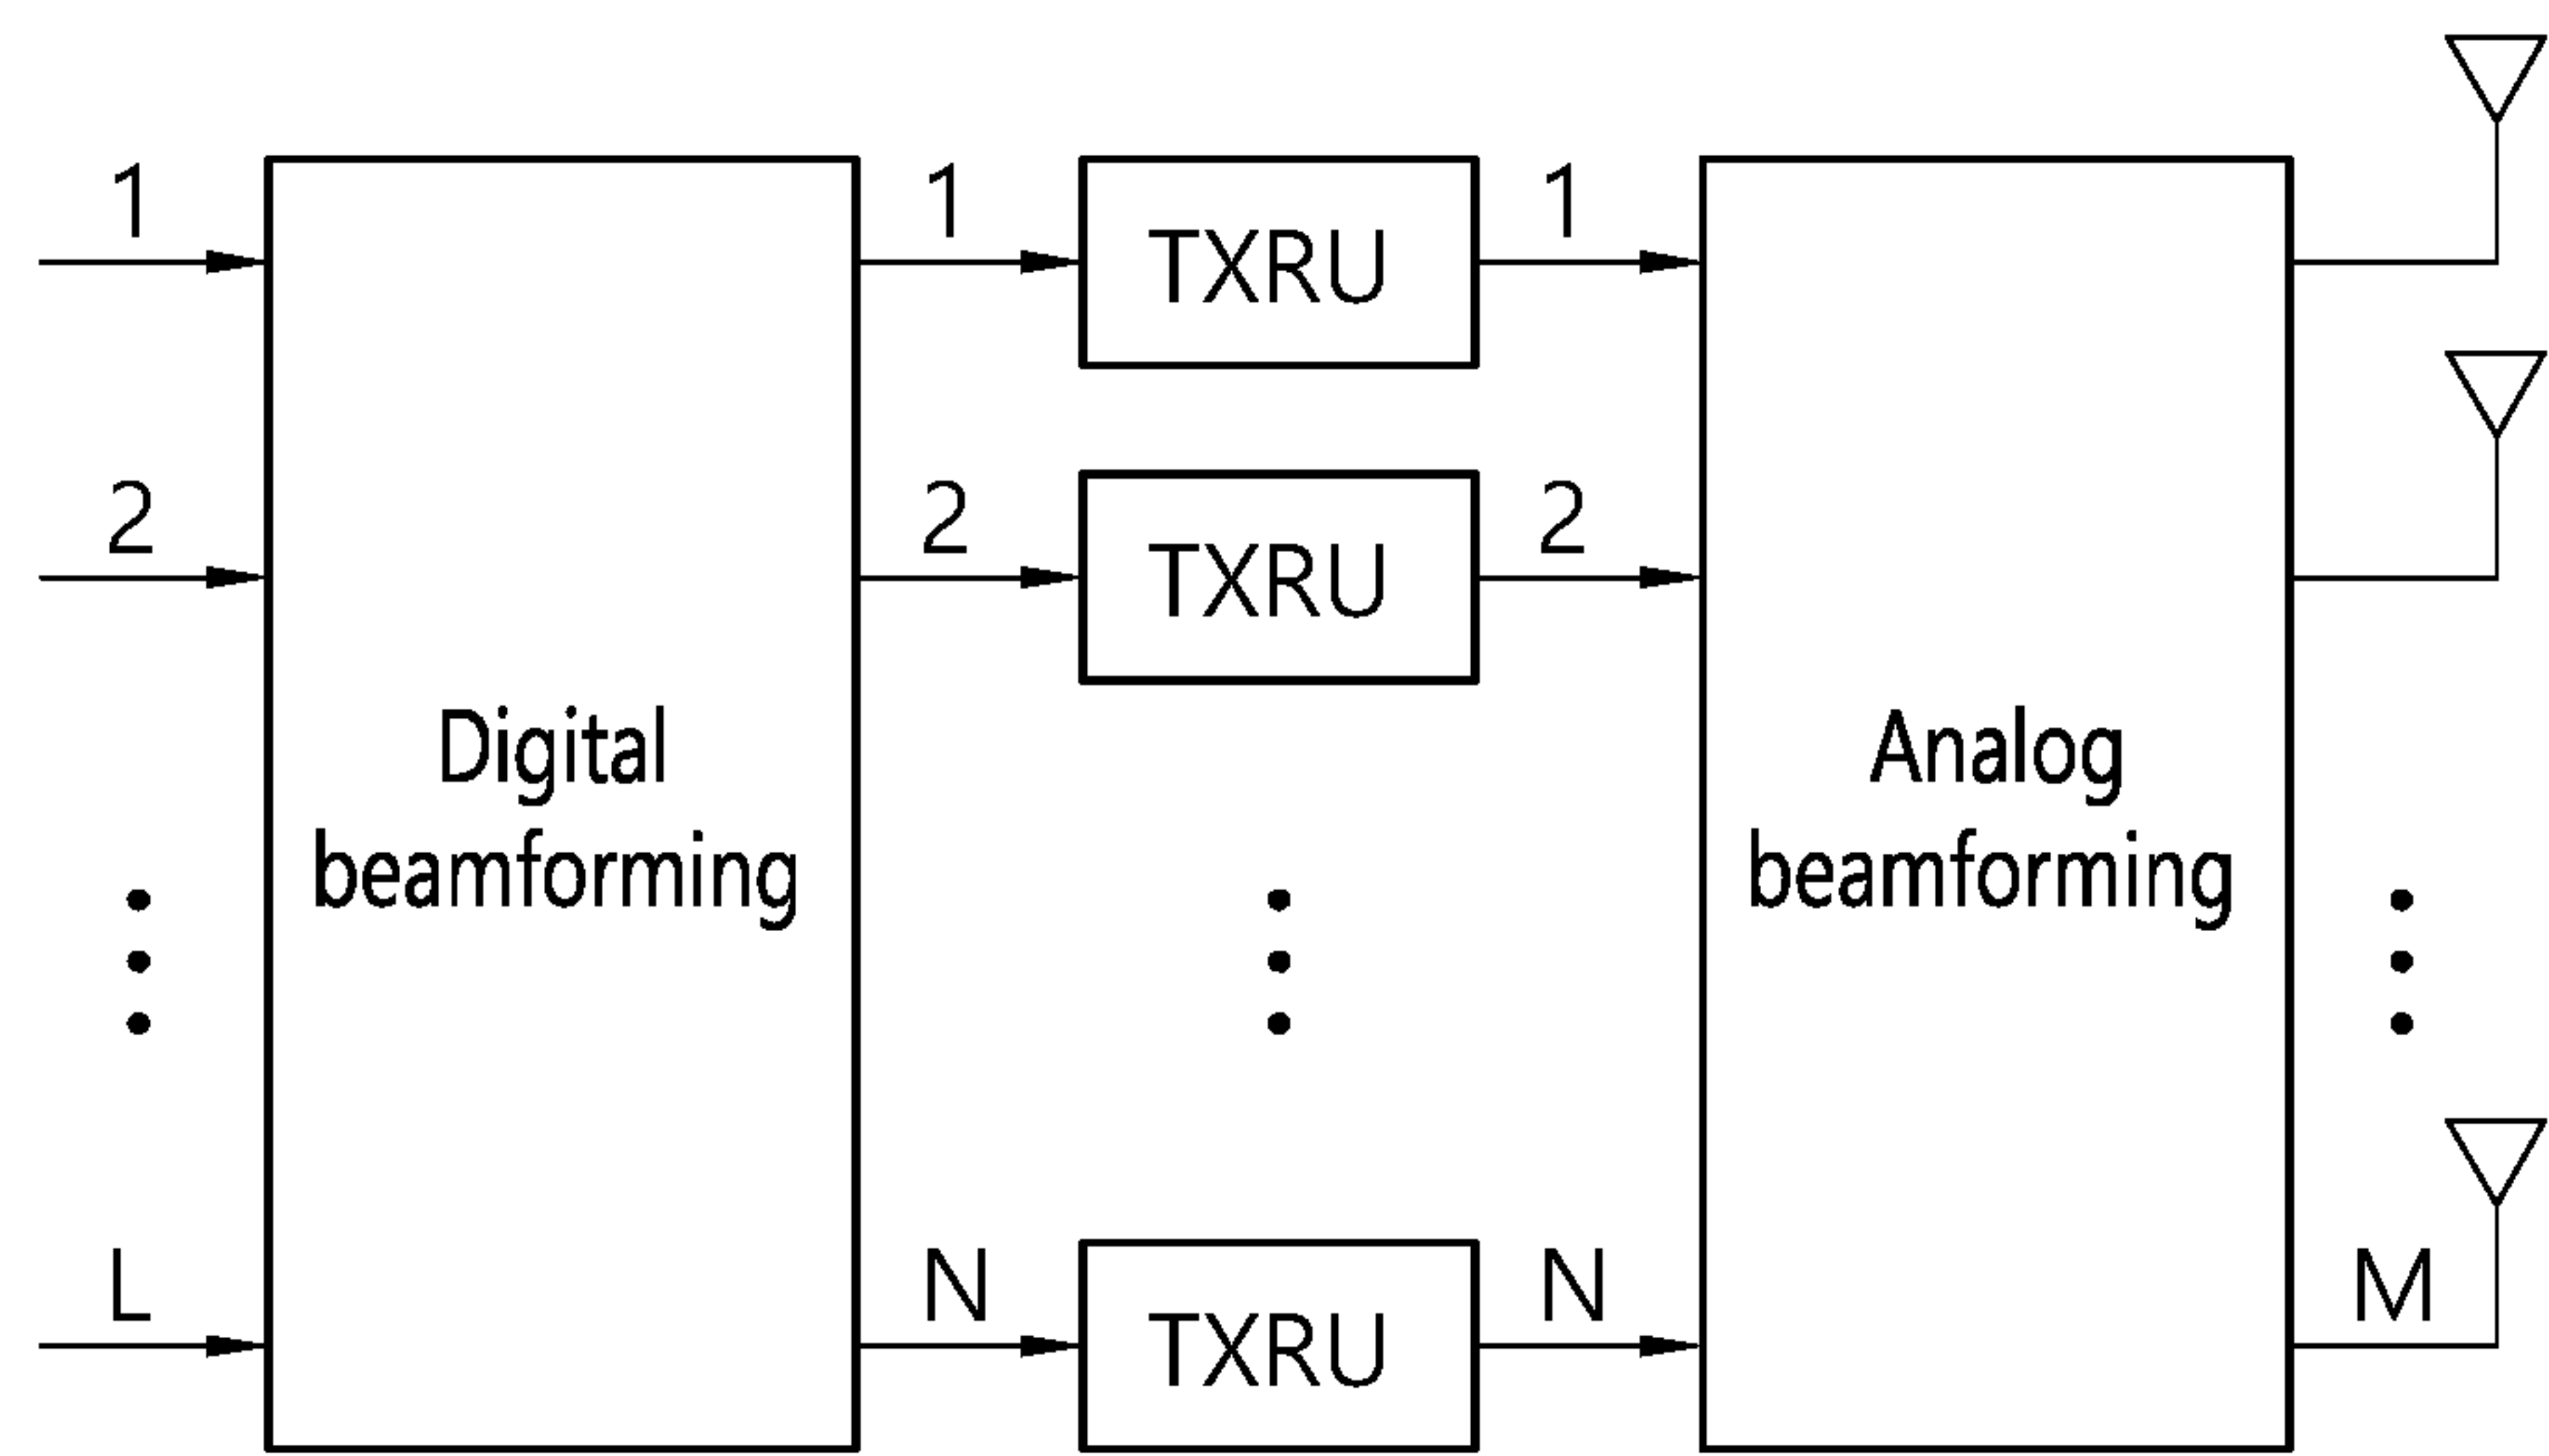 1 1 TXRU 1
2 2 TXRU 2
Digital
beamforming
Analog
beamforming
L N TXRU N M